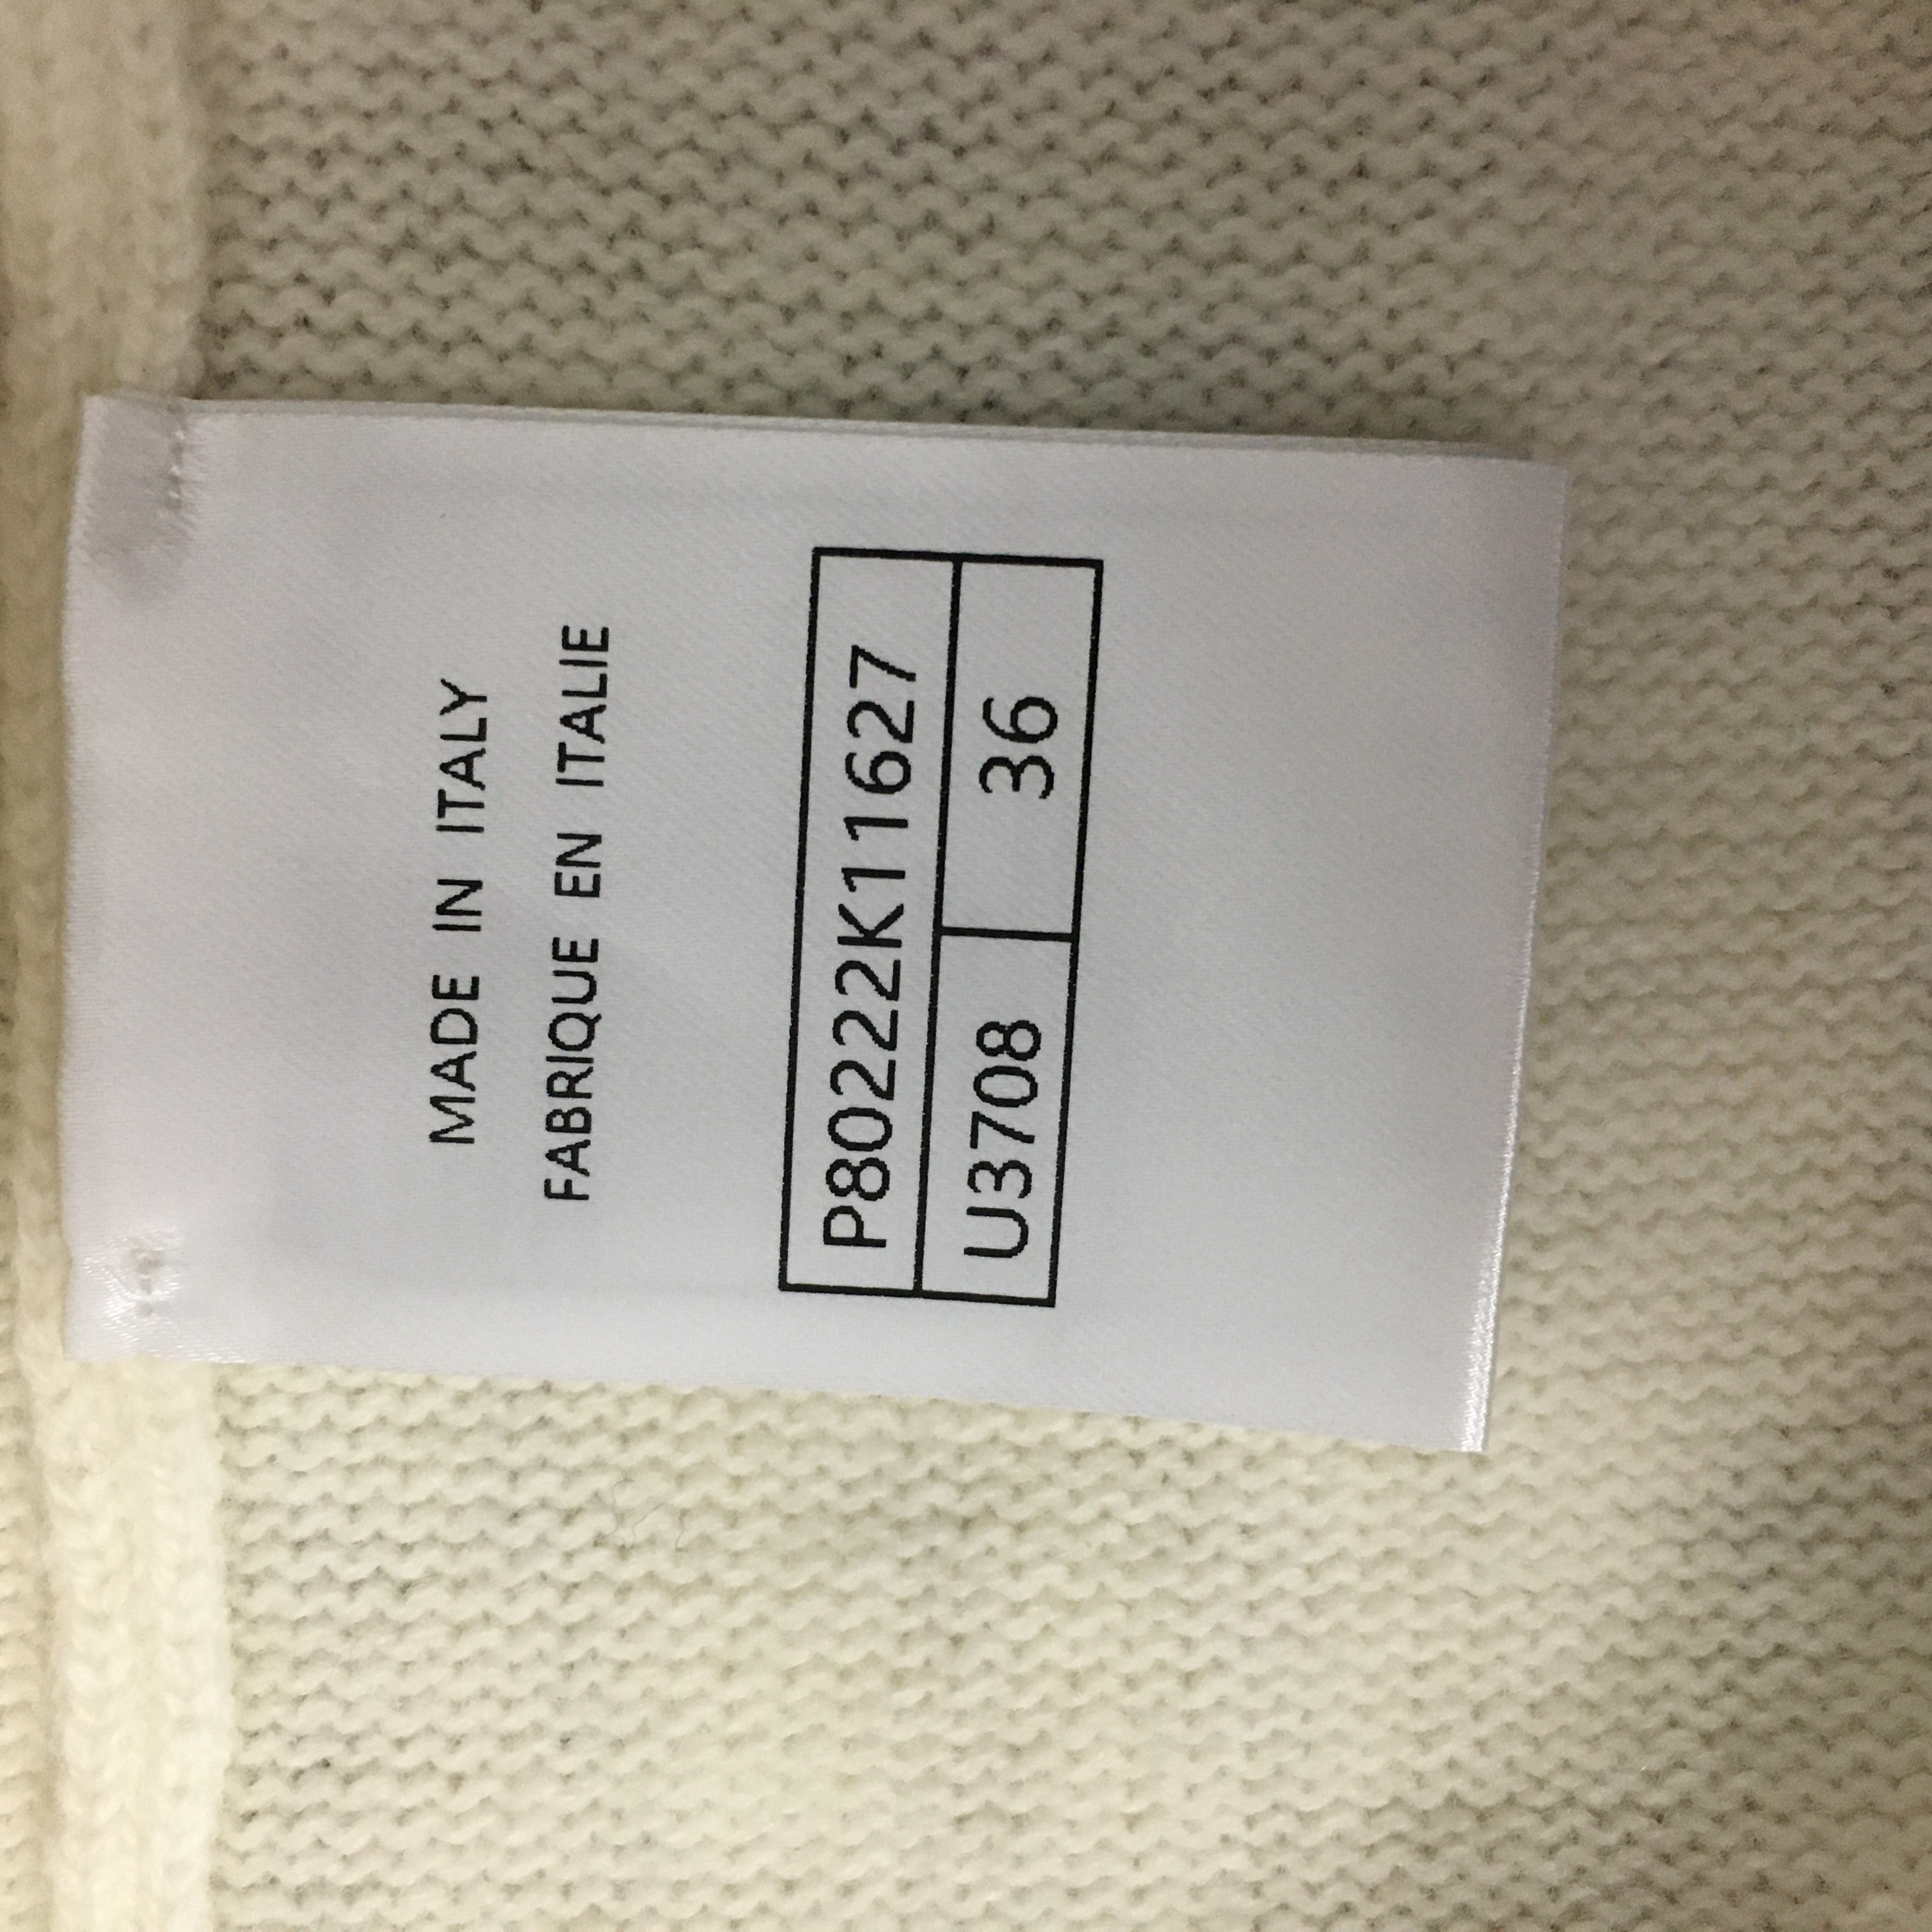 MADE IN ITALY
FABRIQUE EN ITALIE
P80222K11627
U3708 36